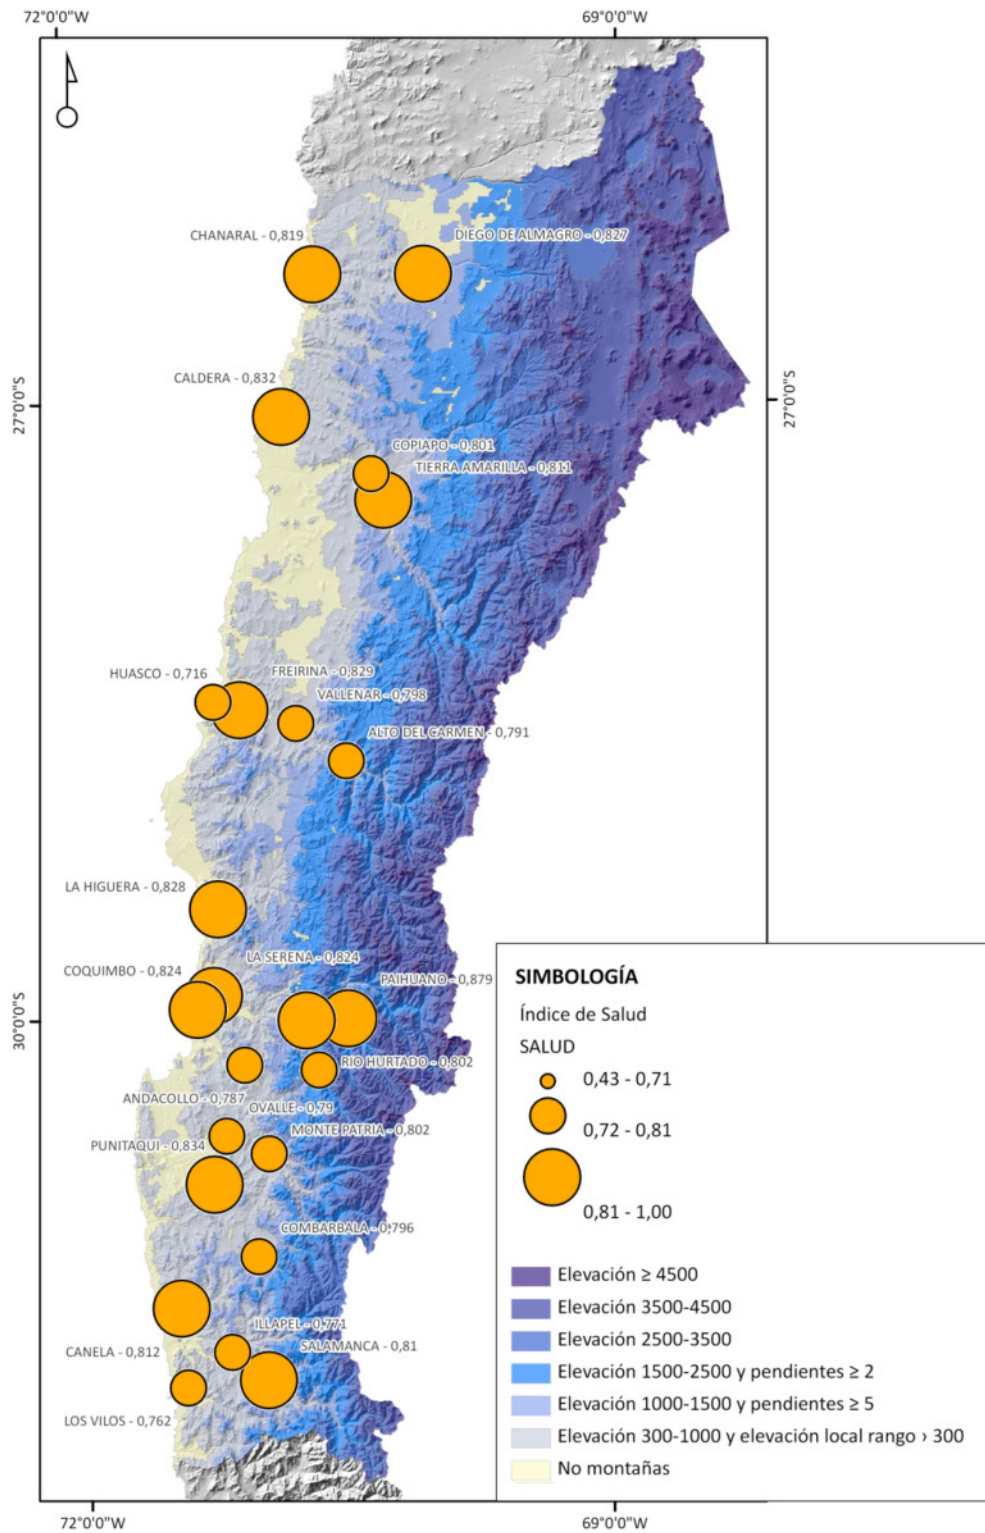 72°0'0"W
69°0'0"W
CHANARAL - 0,819
DIEGO DE ALMAGRO - 0,827
CALDERA - 0,832
27°0'0"S
27°0'0"S
COPIAPO - 0,801
TIERRA AMARILLA - 0,811
HUASCO - 0,716
FREIRINA - 0,829
VALLENAR - 0,798
ALTO DEL CARMEN - 0,791
LA HIGUERA - 0,828
LA SERENA - 0,824
COQUIMBO - 0,824
PAIHUANO - 0,879
30°0'0"S
RIO HURTADO - 0,802
ANDACOLLO - 0,787
OVALLE - 0,79
MONTE PATRIA - 0,802
PUNITAQUI - 0,834
COMBARBALA - 0,796
ILLAPEL - 0,771
SALAMANCA - 0,81
CANELA - 0,812
LOS VILOS - 0,762
SIMBOLOGÍA
Índice de Salud
SALUD
0,43 - 0,71
0,72 - 0,81
0,81 - 1,00
Elevación ≥ 4500
Elevación 3500-4500
Elevación 2500-3500
Elevación 1500-2500 y pendientes ≥ 2
Elevación 1000-1500 y pendientes ≥ 5
Elevación 300-1000 y elevación local rango › 300
No montañas
72°0'0"W
69°0'0"W